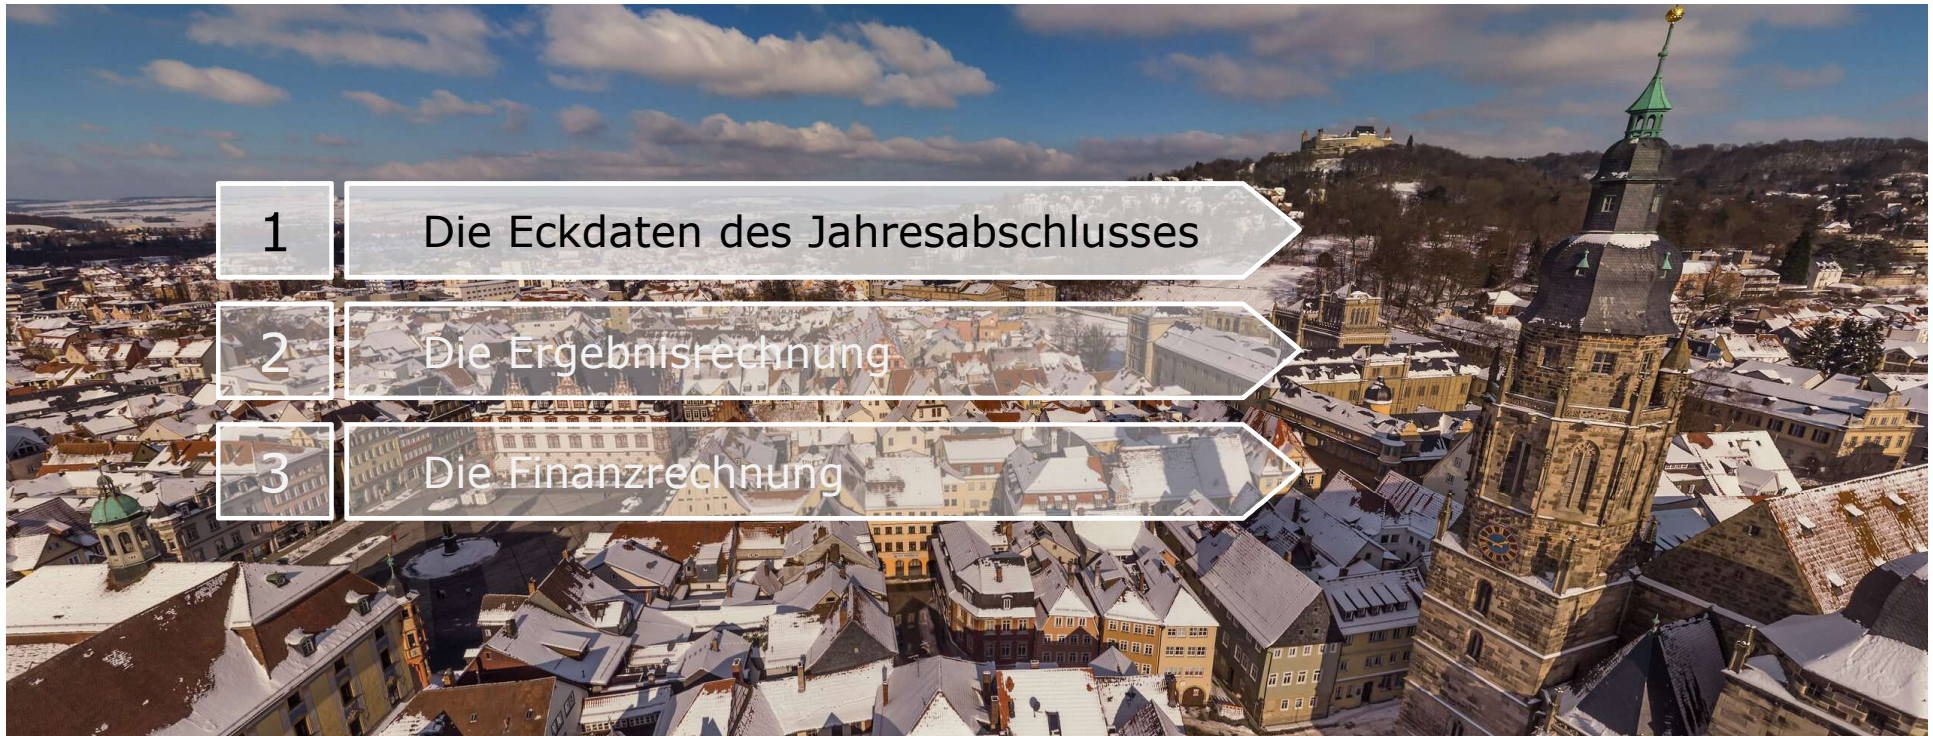 1 Die Eckdaten des Jahresabschlusses
2 Die Ergebnisrechnung
3 Die Finanzrechnung